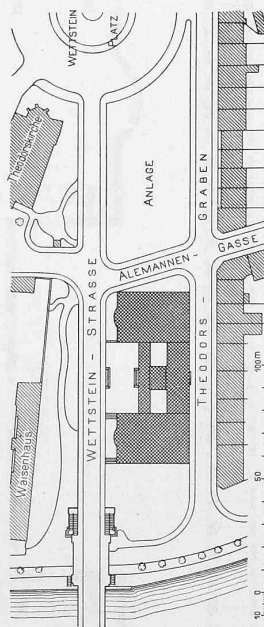 WETTSTEIN
PLATZ
Theodorskirche
ANLAGE
GRABEN
ALEMANNEN-
GASSE
WETTSTEIN - STRASSE
THEODORS -
Waisenhaus
10 0 50 100m